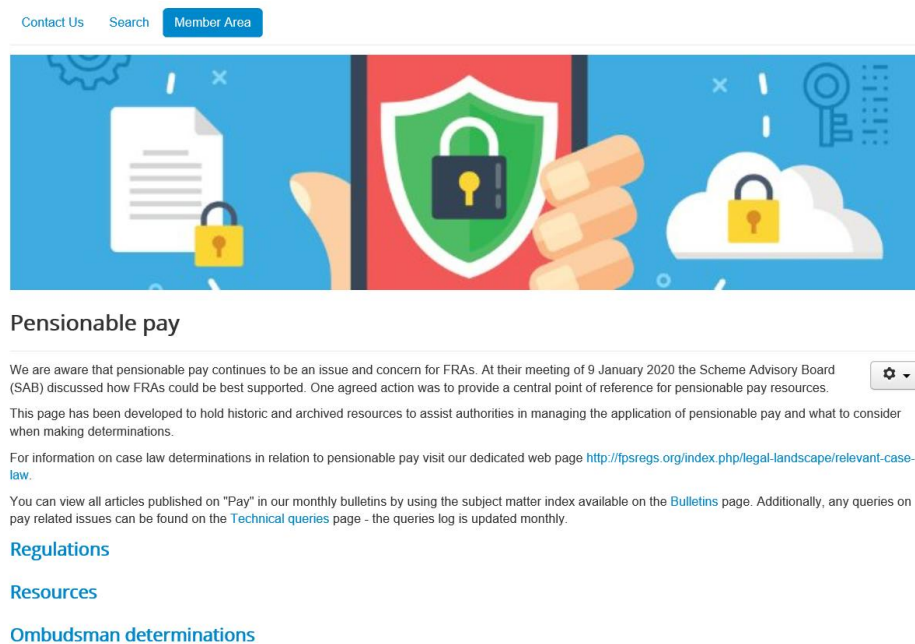 Contact Us Search Member Area
Pensionable pay
We are aware that pensionable pay continues to be an issue and concern for FRAs. At their meeting of 9 January 2020 the Scheme Advisory Board
(SAB) discussed how FRAs could be best supported. One agreed action was to provide a central point of reference for pensionable pay resources.
This page has been developed to hold historic and archived resources to assist authorities in managing the application of pensionable pay and what to consider
when making determinations.
For information on case law determinations in relation to pensionable pay visit our dedicated web page http://fpsregs.org/index.php/legal-landscape/relevant-case-
law.
You can view all articles published on "Pay" in our monthly bulletins by using the subject matter index available on the Bulletins page. Additionally, any queries on
pay related issues can be found on the Technical queries page - the queries log is updated monthly.
Regulations
Resources
Ombudsman determinations